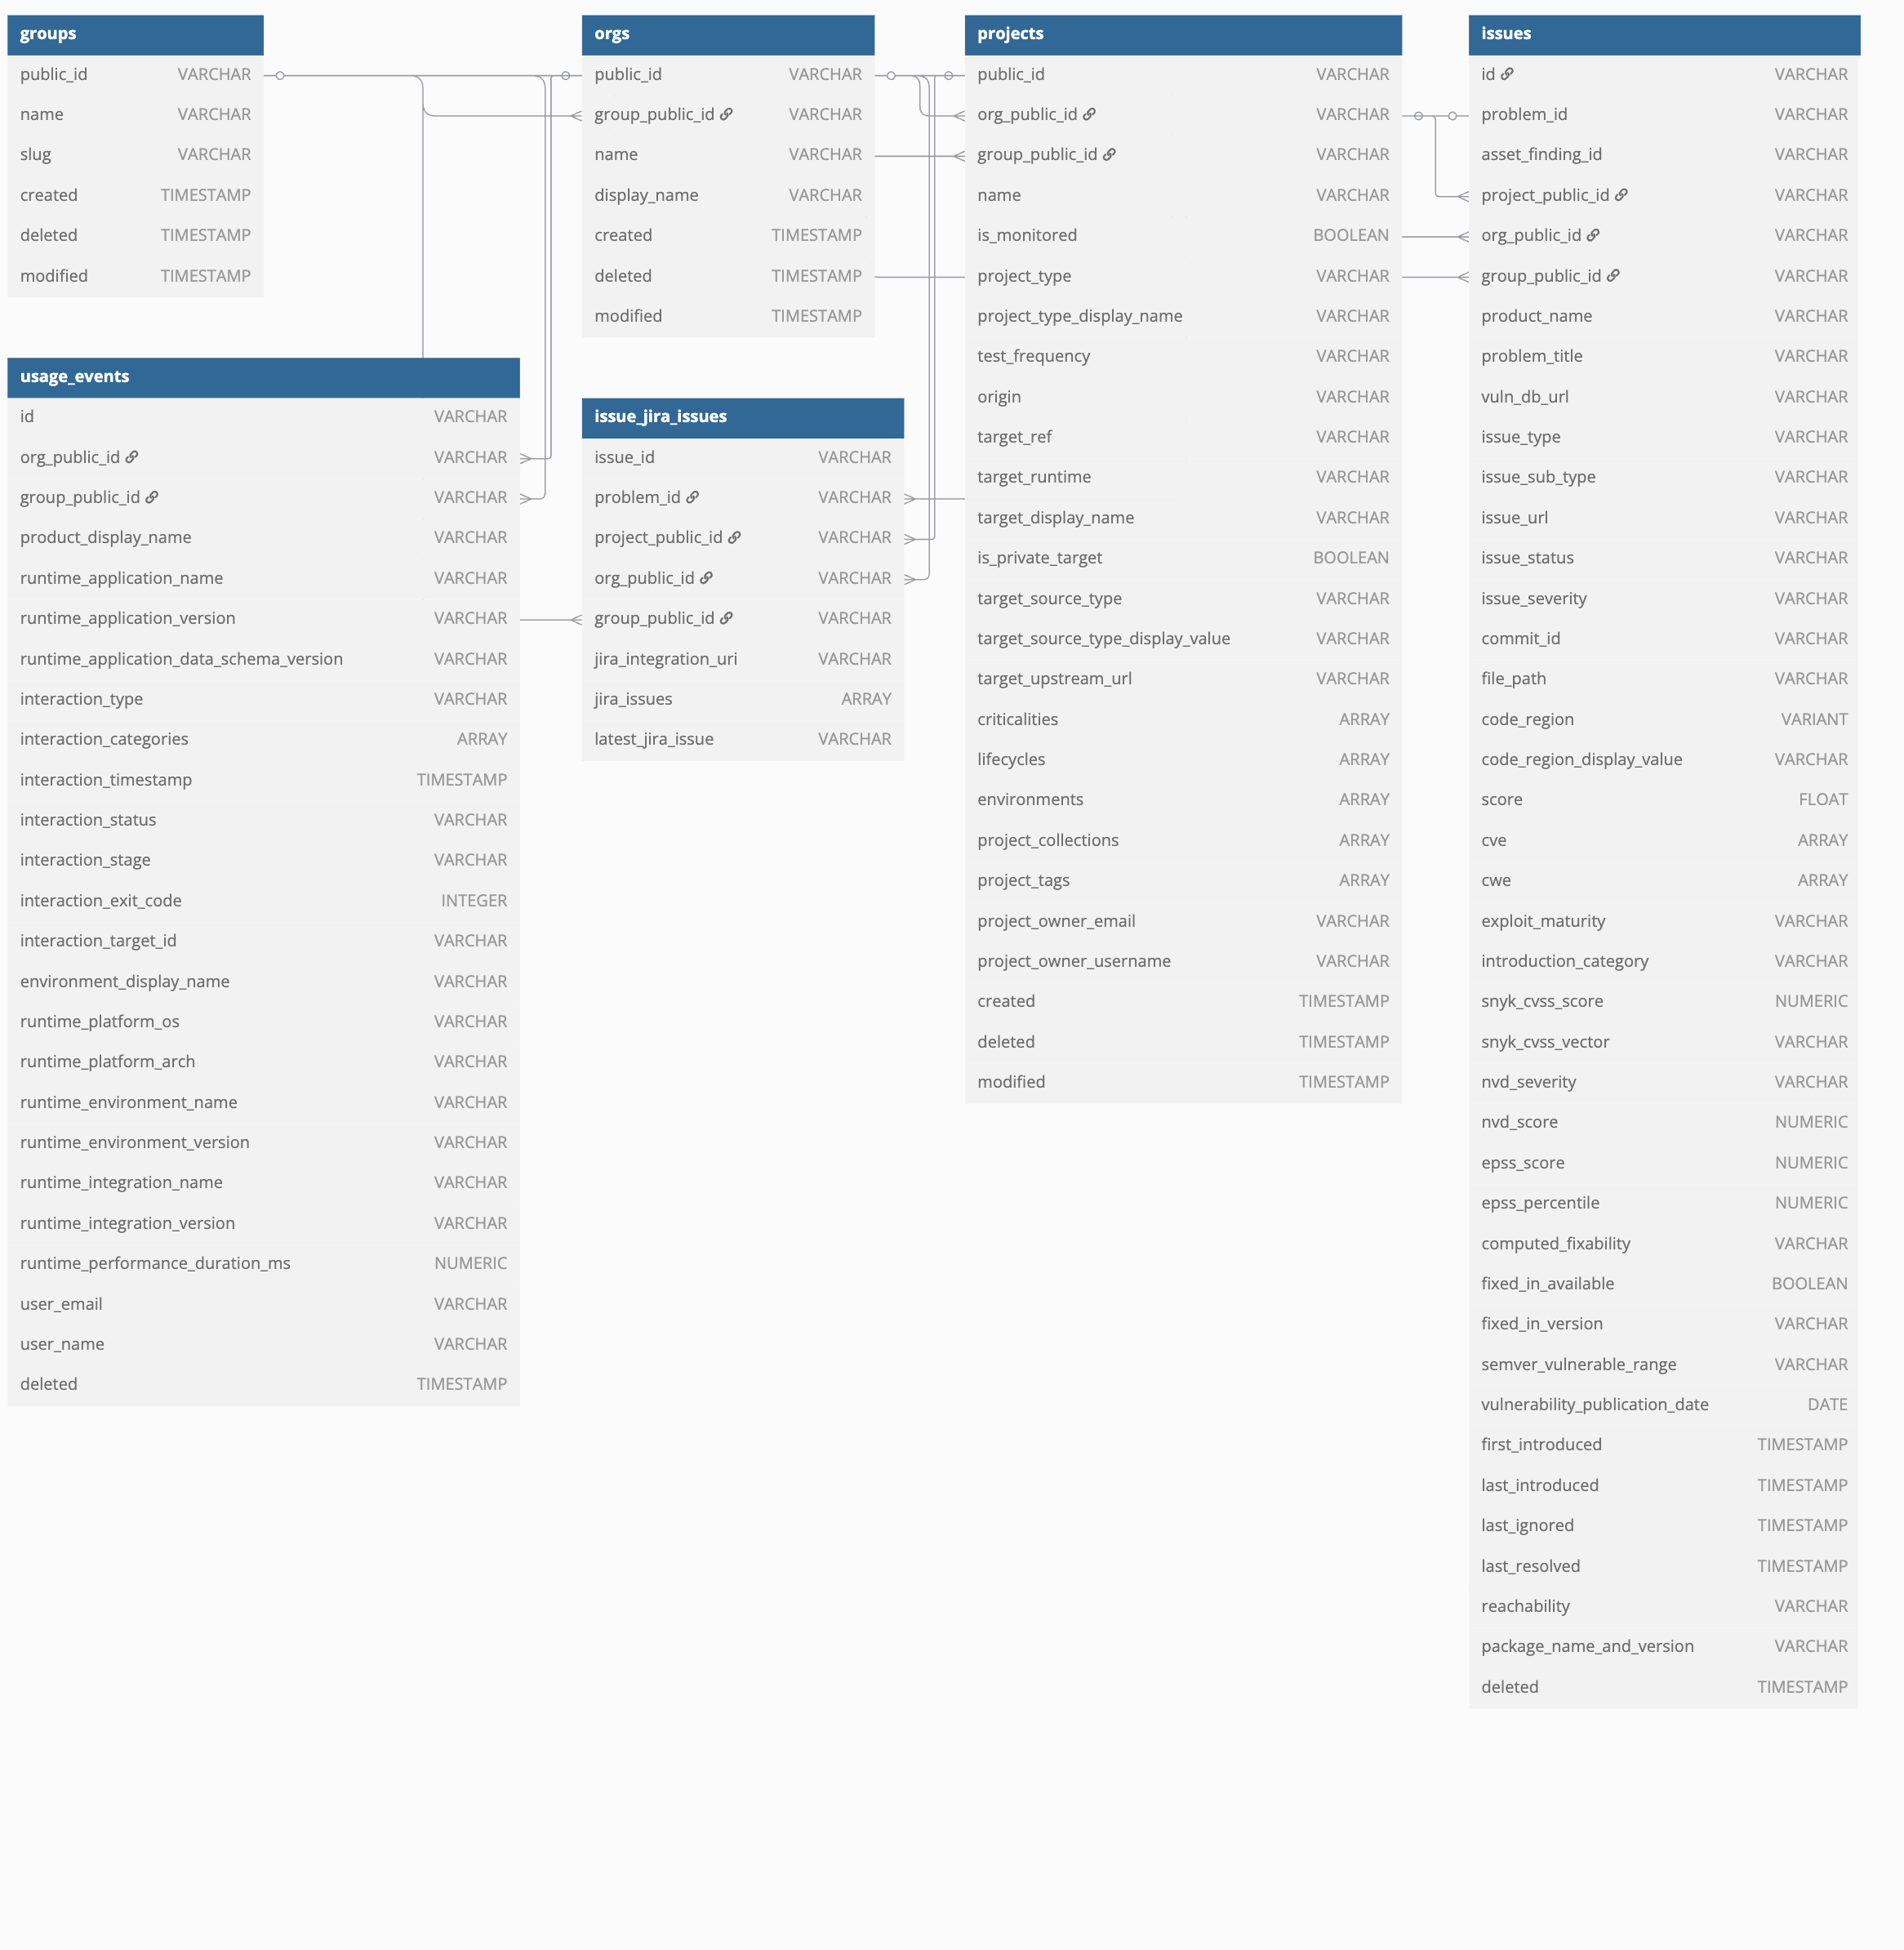 groups
public_id VARCHAR
name VARCHAR
slug VARCHAR
created TIMESTAMP
deleted TIMESTAMP
modified TIMESTAMP
usage_events
id VARCHAR
org_public_id VARCHAR
group_public_id VARCHAR
product_display_name VARCHAR
runtime_application_name VARCHAR
runtime_application_version VARCHAR
runtime_application_data_schema_version VARCHAR
interaction_type VARCHAR
interaction_categories ARRAY
interaction_timestamp TIMESTAMP
interaction_status VARCHAR
interaction_stage VARCHAR
interaction_exit_code INTEGER
interaction_target_id VARCHAR
environment_display_name VARCHAR
runtime_platform_os VARCHAR
runtime_platform_arch VARCHAR
runtime_environment_name VARCHAR
runtime_environment_version VARCHAR
runtime_integration_name VARCHAR
runtime_integration_version VARCHAR
runtime_performance_duration_ms NUMERIC
user_email VARCHAR
user_name VARCHAR
deleted TIMESTAMP
orgs
public_id VARCHAR
group_public_id VARCHAR
name VARCHAR
display_name VARCHAR
created TIMESTAMP
deleted TIMESTAMP
modified TIMESTAMP
issue_jira_issues
issue_id VARCHAR
problem_id VARCHAR
project_public_id VARCHAR
org_public_id VARCHAR
group_public_id VARCHAR
jira_integration_uri VARCHAR
jira_issues ARRAY
latest_jira_issue VARCHAR
projects
public_id VARCHAR
org_public_id VARCHAR
group_public_id VARCHAR
name VARCHAR
is_monitored BOOLEAN
project_type VARCHAR
project_type_display_name VARCHAR
test_frequency VARCHAR
origin VARCHAR
target_ref VARCHAR
target_runtime VARCHAR
target_display_name VARCHAR
is_private_target BOOLEAN
target_source_type VARCHAR
target_source_type_display_value VARCHAR
target_upstream_url VARCHAR
criticalities ARRAY
lifecycles ARRAY
environments ARRAY
project_collections ARRAY
project_tags ARRAY
project_owner_email VARCHAR
project_owner_username VARCHAR
created TIMESTAMP
deleted TIMESTAMP
modified TIMESTAMP
issues
id VARCHAR
problem_id VARCHAR
asset_finding_id VARCHAR
project_public_id VARCHAR
org_public_id VARCHAR
group_public_id VARCHAR
product_name VARCHAR
problem_title VARCHAR
vuln_db_url VARCHAR
issue_type VARCHAR
issue_sub_type VARCHAR
issue_url VARCHAR
issue_status VARCHAR
issue_severity VARCHAR
commit_id VARCHAR
file_path VARCHAR
code_region VARIANT
code_region_display_value VARCHAR
score FLOAT
cve ARRAY
cwe ARRAY
exploit_maturity VARCHAR
introduction_category VARCHAR
snyk_cvss_score NUMERIC
snyk_cvss_vector VARCHAR
nvd_severity VARCHAR
nvd_score NUMERIC
epss_score NUMERIC
epss_percentile NUMERIC
computed_fixability VARCHAR
fixed_in_available BOOLEAN
fixed_in_version VARCHAR
semver_vulnerable_range VARCHAR
vulnerability_publication_date DATE
first_introduced TIMESTAMP
last_introduced TIMESTAMP
last_ignored TIMESTAMP
last_resolved TIMESTAMP
reachability VARCHAR
package_name_and_version VARCHAR
deleted TIMESTAMP